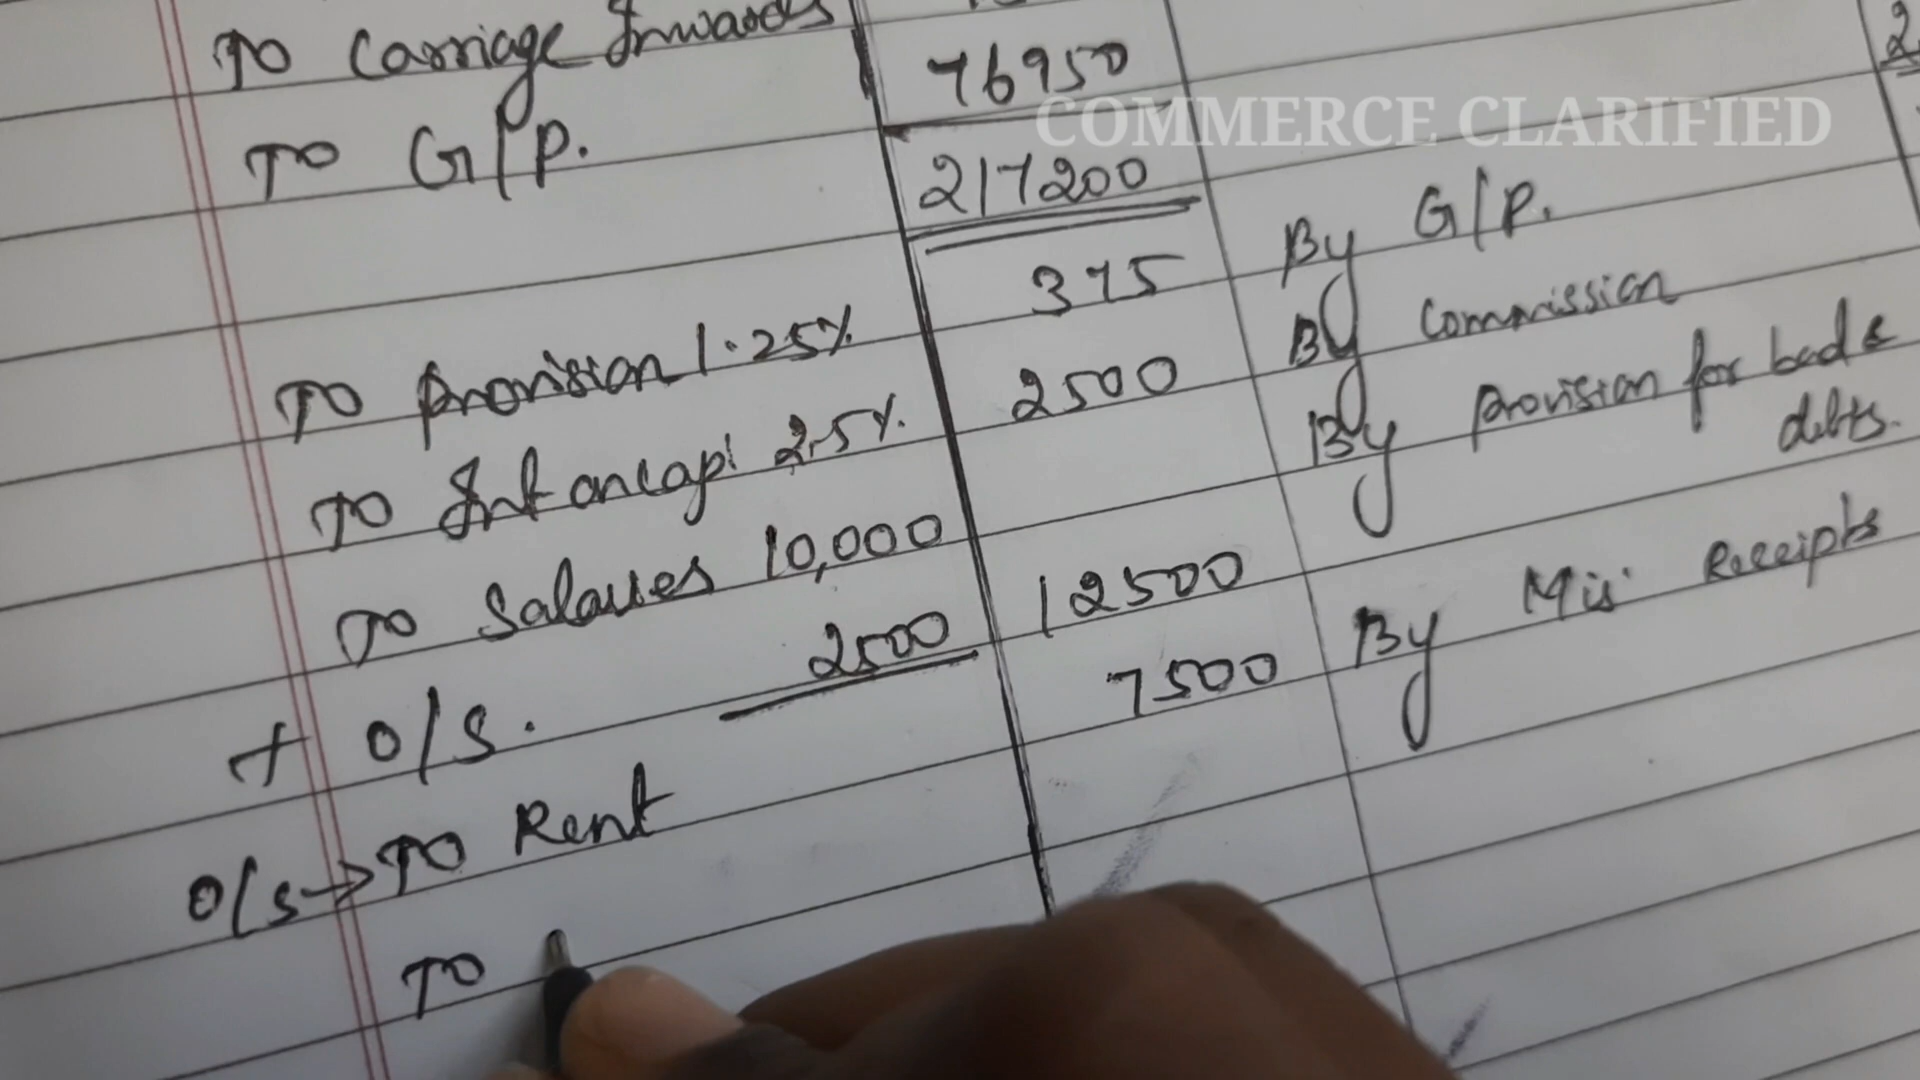 To Carriage Inwards
76950
COMMERCE CLARIFIED
To G/P.
217200
By G/P.
To provision 1.25%
375
By Commission
To Int on cap: 2.5%
2500
By provision for bad &
debts.
To Salaries 10,000
+ O/S. 2500
12500
By Mis: Receipts
O/S→To Rent
7500
To